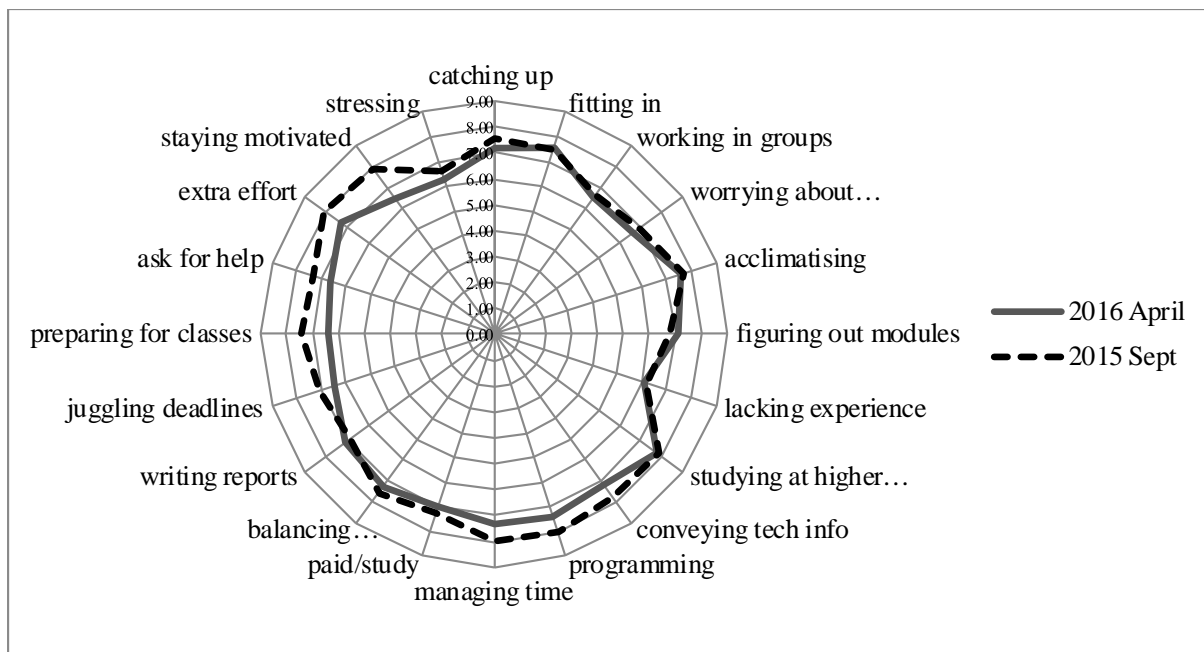 catching up
fitting in
working in groups
worrying about…
acclimatising
figuring out modules
lacking experience
studying at higher…
conveying tech info
programming
managing time
paid/study
balancing…
writing reports
juggling deadlines
preparing for classes
ask for help
extra effort
staying motivated
stressing
9.00
8.00
7.00
6.00
5.00
4.00
3.00
2.00
1.00
0.00
2016 April
2015 Sept